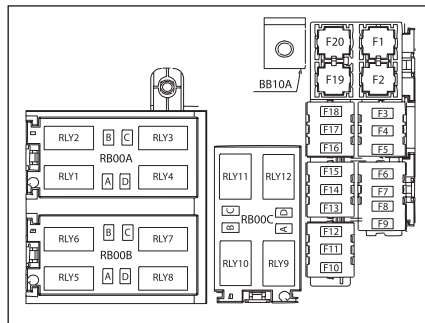 F20 F1
F19 F2
BB10A
F18 F3
F17 F4
F16 F5
RLY2 B C RLY3
RB00A
RLY1 A D RLY4
RLY11 RLY12
F15 F6
F14 F7
F13 F8
F9
C RB00C D
B A
RLY6 B C RLY7
RB00B
RLY5 A D RLY8
RLY10 RLY9
F12
F11
F10